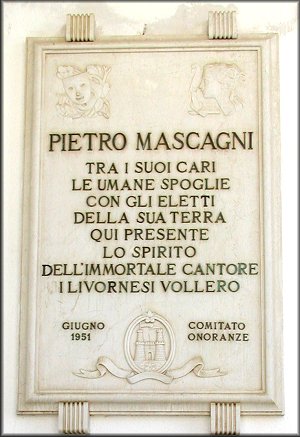 PIETRO MASCAGNI
TRA I SUOI CARI
LE UMANE SPOGLIE
CON GLI ELETTI
DELLA SUA TERRA
QUI PRESENTE
LO SPIRITO
DELL'IMMORTALE CANTORE
I LIVORNESI VOLLERO
GIUGNO
1951
COMITATO
ONORANZE